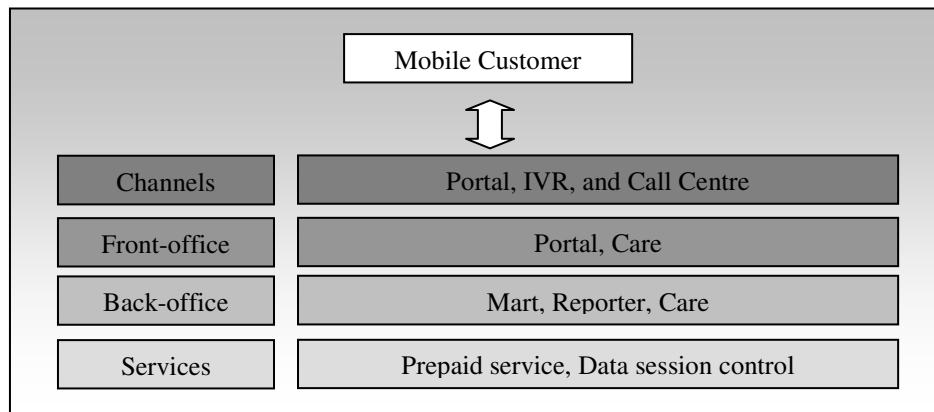 Mobile Customer
Channels
Portal, IVR, and Call Centre
Front-office
Portal, Care
Back-office
Mart, Reporter, Care
Services
Prepaid service, Data session control